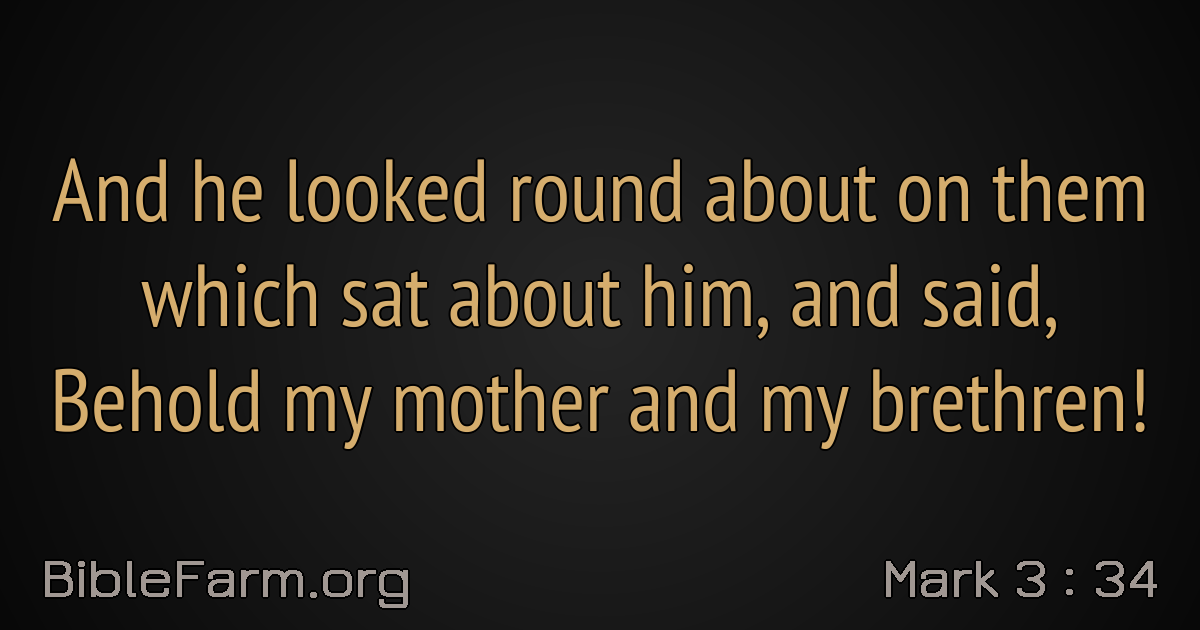 And he looked round about on them
which sat about him, and said,
Behold my mother and my brethren!
BibleFarm.org
Mark 3 : 34